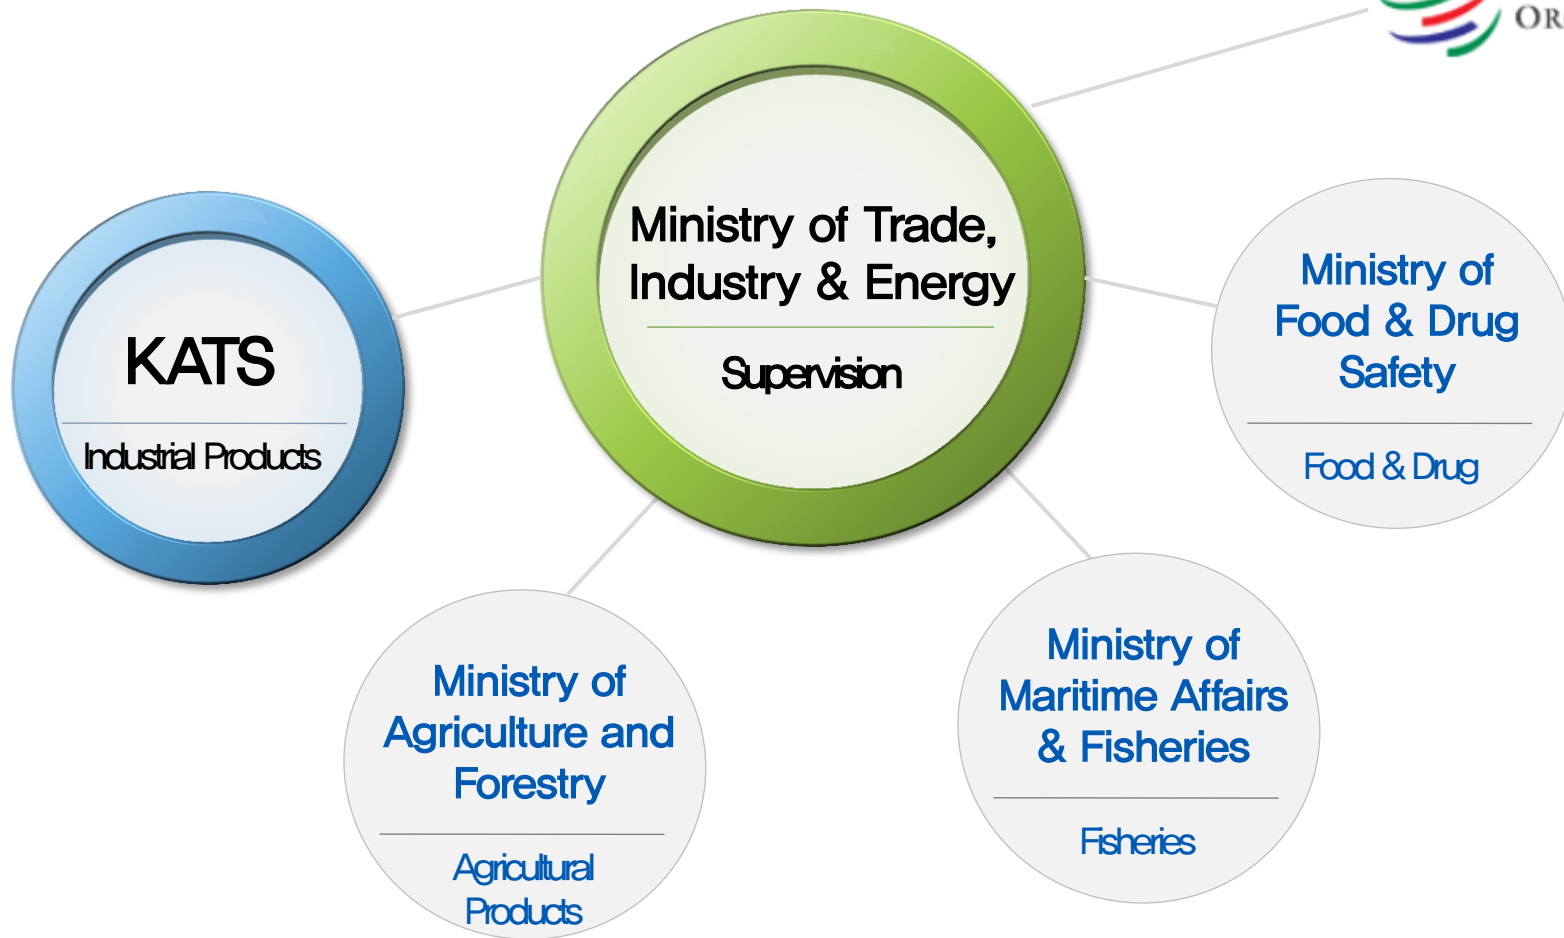 Ministry of Trade,
Industry & Energy
Supervision
KATS
Industrial Products
Ministry of
Food & Drug
Safety
Food & Drug
Ministry of
Maritime Affairs
& Fisheries
Fisheries
Ministry of
Agriculture and
Forestry
Agricultural
Products